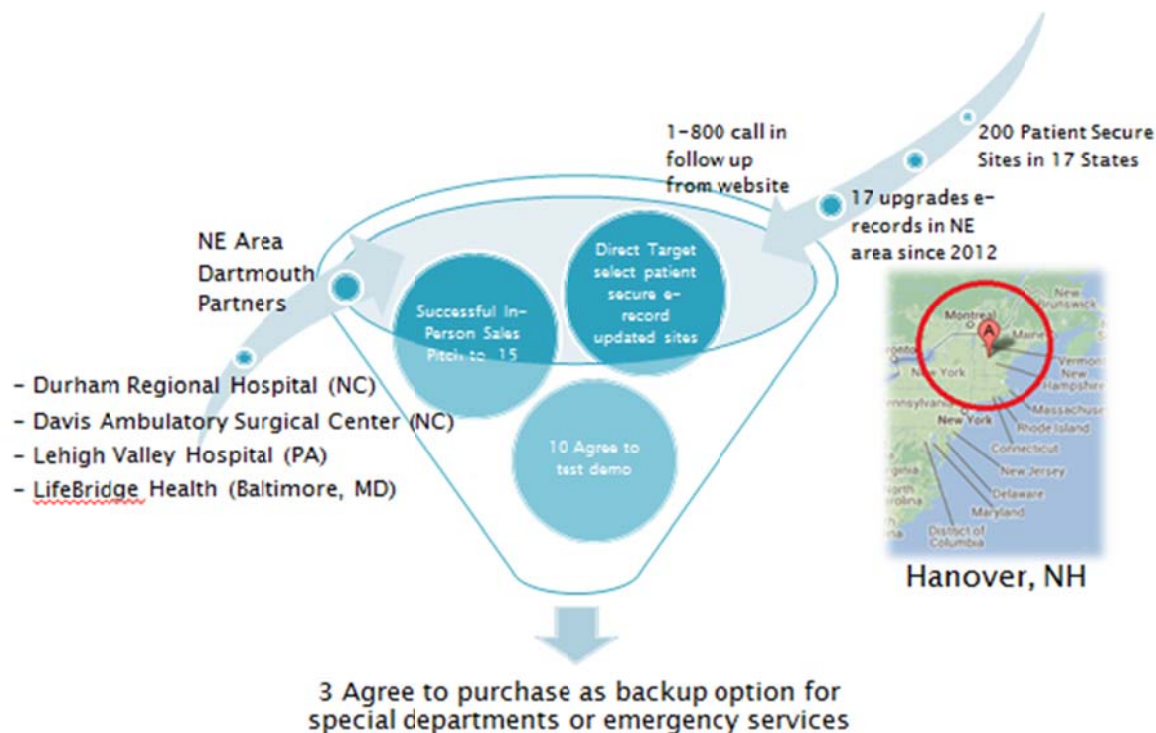 1-800 call in
follow up
from website
200 Patient Secure
Sites in 17 States
17 upgrades e-
records in NE
area since 2012
NE Area
Dartmouth
Partners
- Durham Regional Hospital (NC)
- Davis Ambulatory Surgical Center (NC)
- Lehigh Valley Hospital (PA)
- LifeBridge Health (Baltimore, MD)
Successful In-
Person Sales
Pitch to 15
Direct Target
select patient
secure e-
record
updated sites
10 Agree to
test demo
New
Brunswick
Montreal
A
Maine
Vermont
New York
New
Hampshire
Massachuse
New York
Rhode Island
Connecticut
New Jersey
Delaware
Maryland
District of
Columbia
Hanover, NH
3 Agree to purchase as backup option for
special departments or emergency services